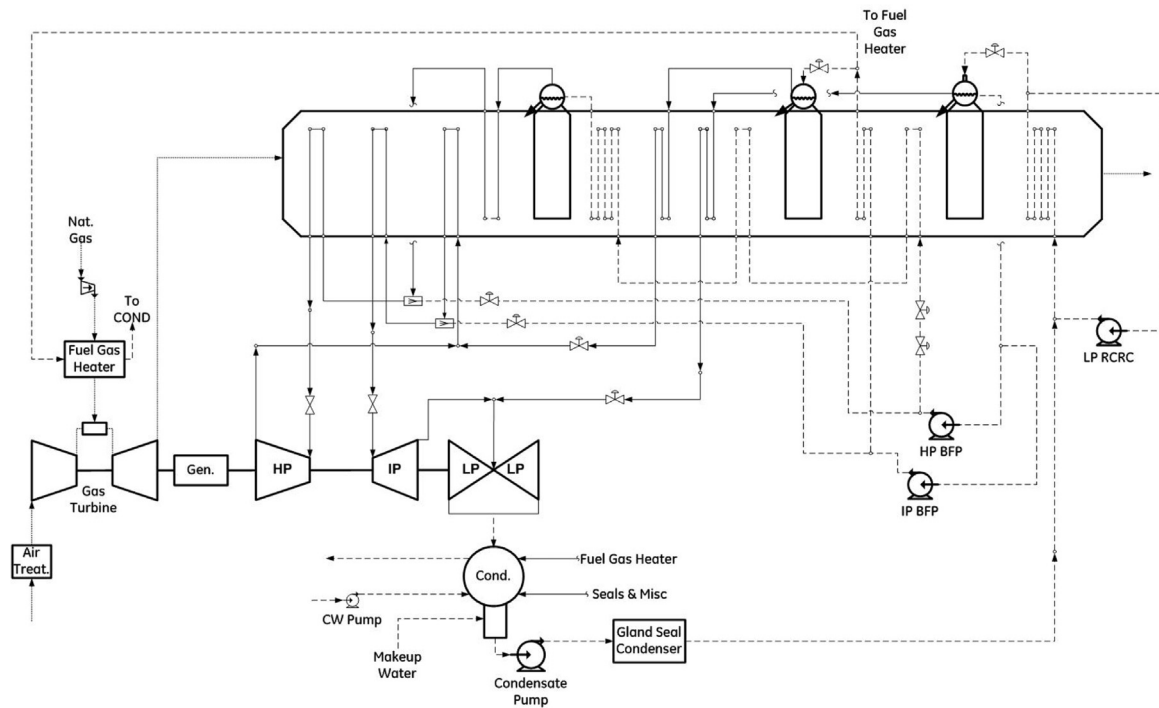 To Fuel
Gas
Heater
Nat.
Gas
To
COND
Fuel Gas
Heater
LP RCRC
HP BFP
IP BFP
Gen.
HP
IP
LP
LP
Gas
Turbine
Air
Treat.
Cond.
Fuel Gas Heater
Seals & Misc
CW Pump
Makeup
Water
Gland Seal
Condenser
Condensate
Pump